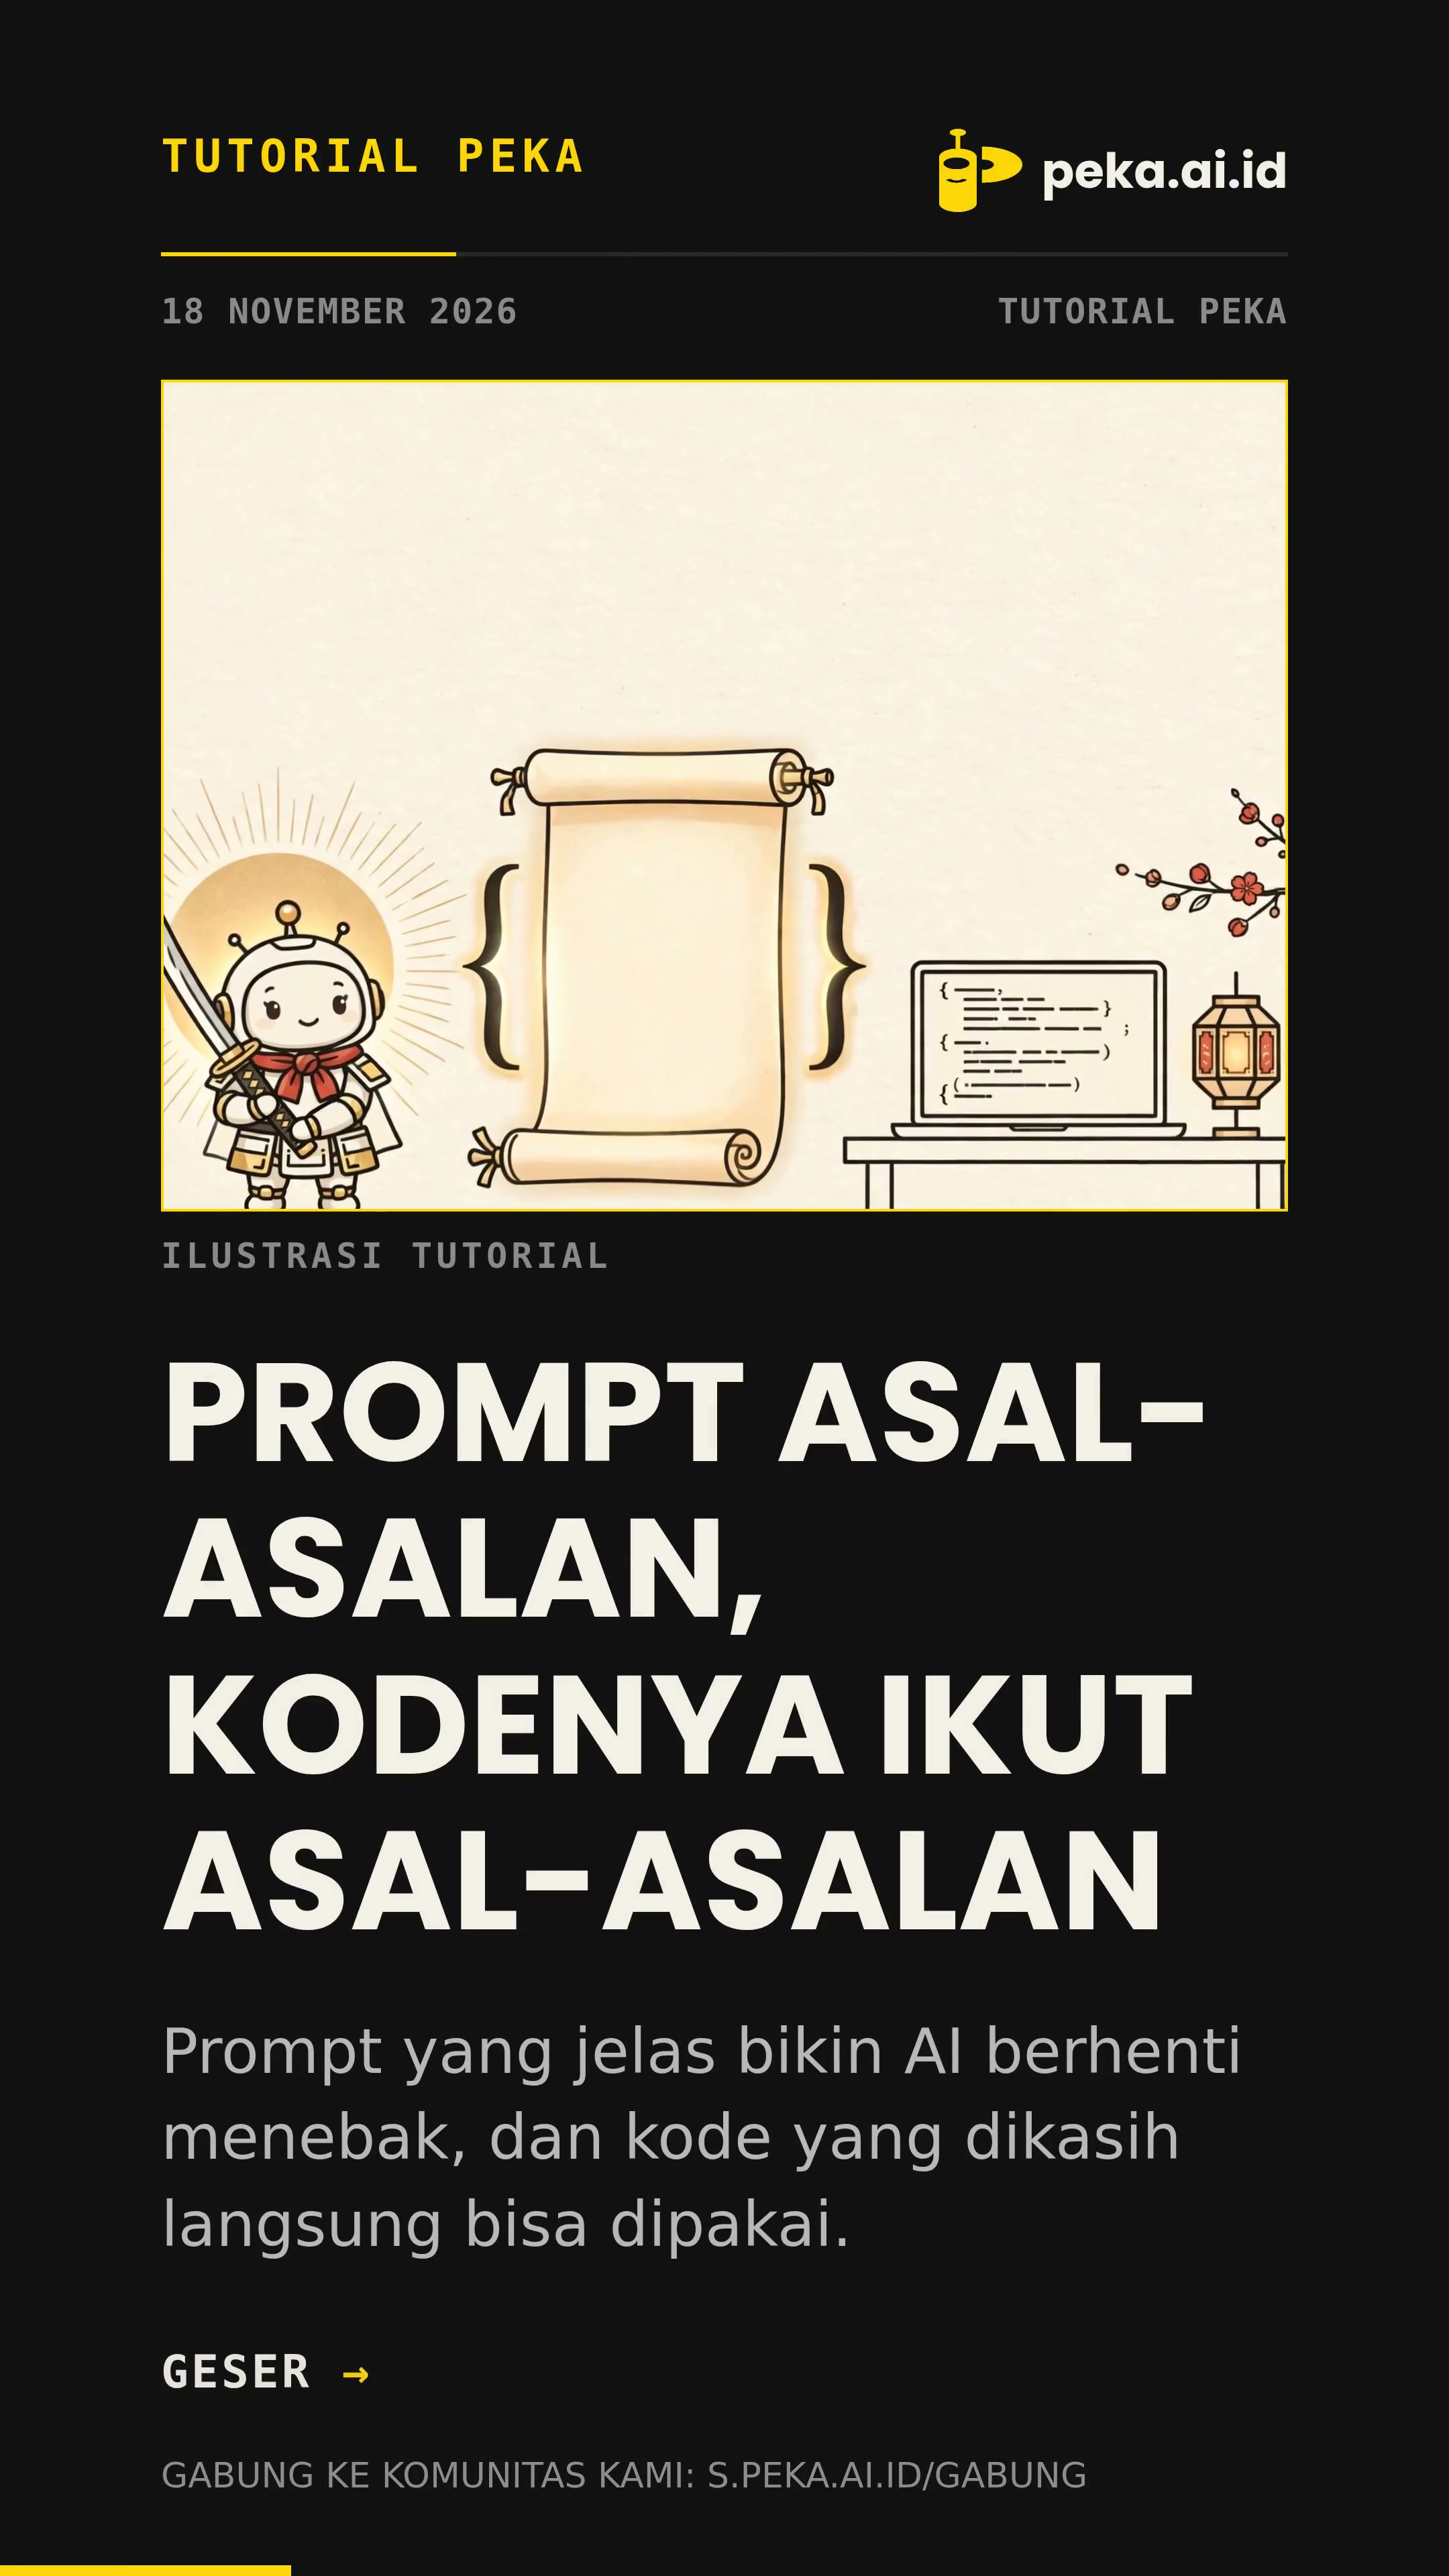 TUTORIAL PEKA
peka.ai.id
18 NOVEMBER 2026
TUTORIAL PEKA
ILUSTRASI TUTORIAL
PROMPT ASAL-
ASALAN,
KODENYA IKUT
ASAL-ASALAN
Prompt yang jelas bikin AI berhenti
menebak, dan kode yang dikasih
langsung bisa dipakai.
GESER →
GABUNG KE KOMUNITAS KAMI: S.PEKA.AI.ID/GABUNG